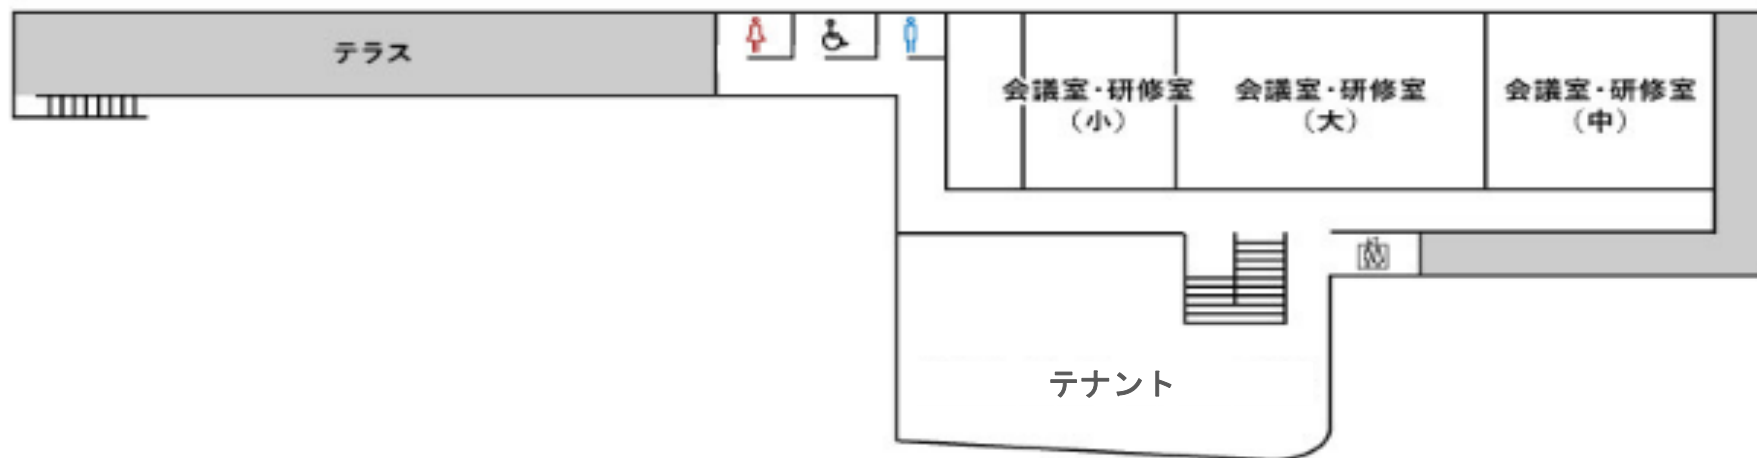 テラス
会議室・研修室
（小）
会議室・研修室
（大）
会議室・研修室
（中）
テナント